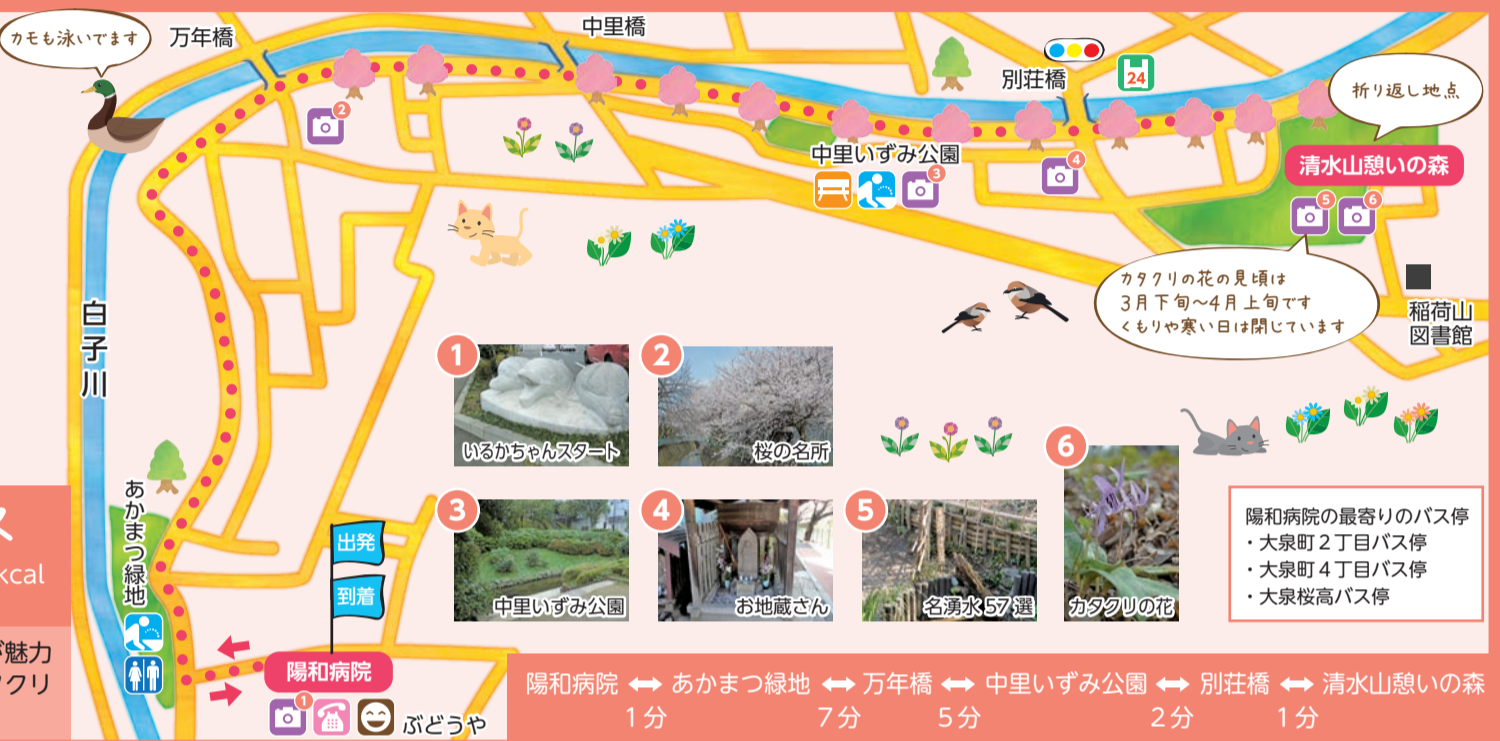 カモも泳いでます
万年橋
中里橋
別荘橋
24
折り返し地点
2
中里いずみ公園
3
4
清水山憩いの森
5
6
カタクリの花の見頃は
3月下旬〜4月上旬です
くもりや寒い日は閉じています
稲荷山
図書館
白子川
1
いるかちゃんスタート
2
桜の名所
3
中里いずみ公園
4
お地蔵さん
5
名湧水57選
6
カタクリの花
あかまつ緑地
出発
到着
陽和病院
1
ぶどうや
陽和病院の最寄りのバス停
・大泉町2丁目バス停
・大泉町4丁目バス停
・大泉桜高バス停
ス
kcal
が魅力
クリ
陽和病院 ↔ あかまつ緑地 ↔ 万年橋 ↔ 中里いずみ公園 ↔ 別荘橋 ↔ 清水山憩いの森
1分 7分 5分 2分 1分